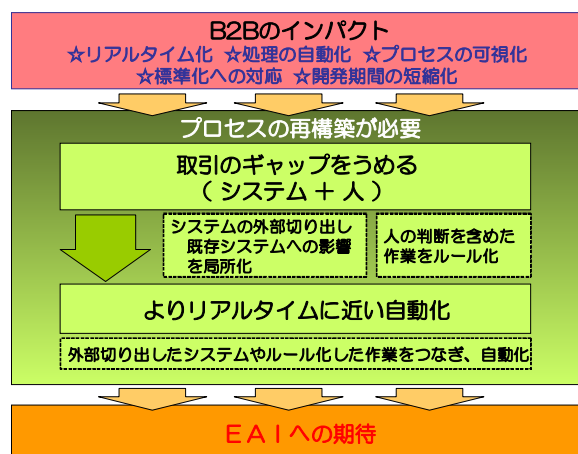 B2Bのインパクト
☆リアルタイム化 ☆処理の自動化 ☆プロセスの可視化
☆標準化への対応 ☆開発期間の短縮化
プロセスの再構築が必要
取引のギャップをうめる
（ システム ＋ 人 ）
システムの外部切り出し
既存システムへの影響
を局所化
人の判断を含めた
作業をルール化
よりリアルタイムに近い自動化
外部切り出したシステムやルール化した作業をつなぎ、自動化
ＥＡＩへの期待